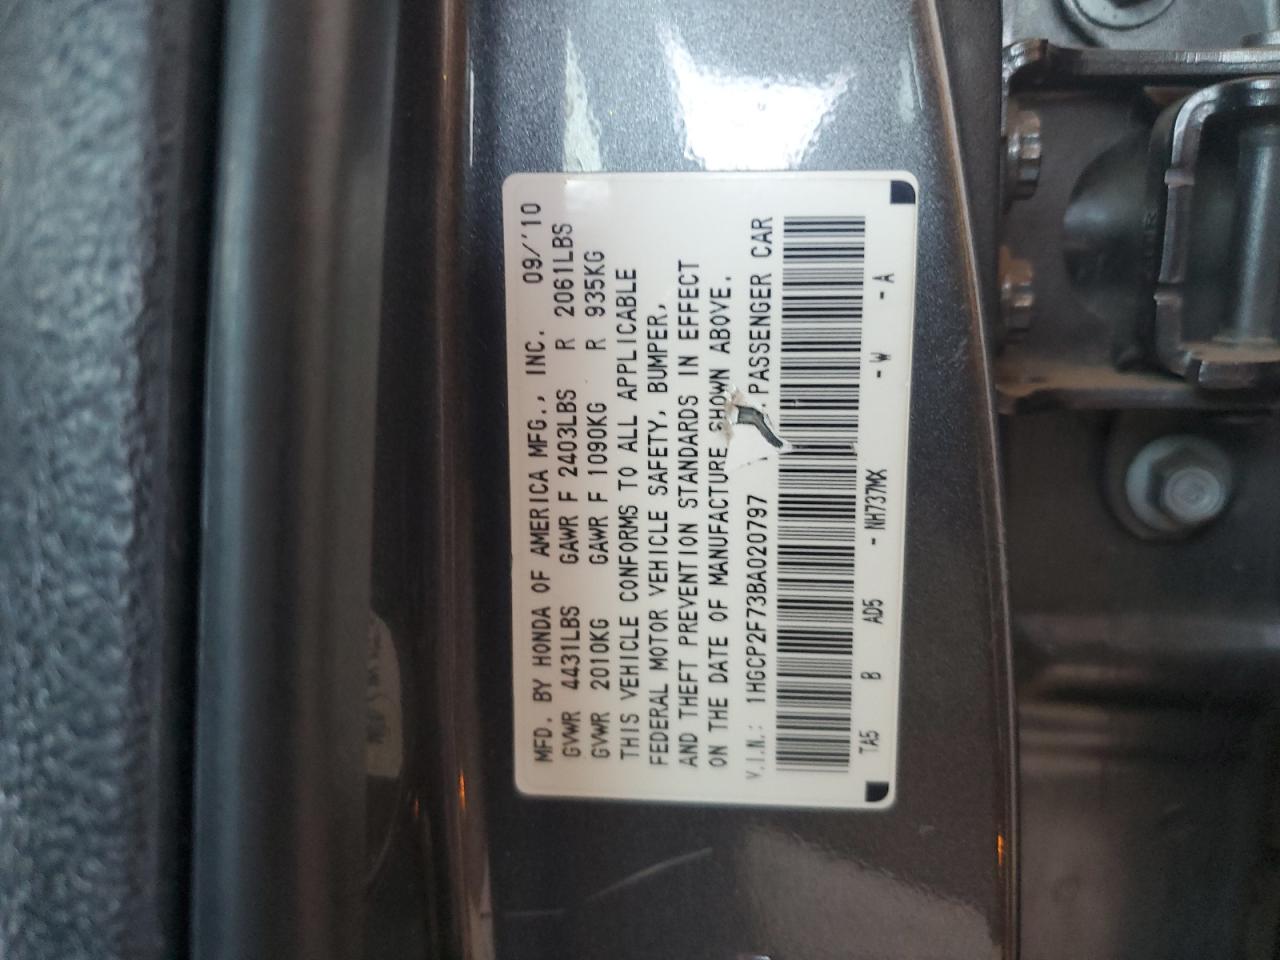 MFD. BY HONDA OF AMERICA MFG., INC. 09/'10
GVWR 4431LBS GAWR F 2403LBS R 2061LBS
GVWR 2010KG GAWR F 1090KG R 935KG
THIS VEHICLE CONFORMS TO ALL APPLICABLE
FEDERAL MOTOR VEHICLE SAFETY, BUMPER,
AND THEFT PREVENTION STANDARDS IN EFFECT
ON THE DATE OF MANUFACTURE SHOWN ABOVE.
V.I.N.: 1HGCP2F73BA020797 PASSENGER CAR
TA5 B AD5 - NH737MX - W - A